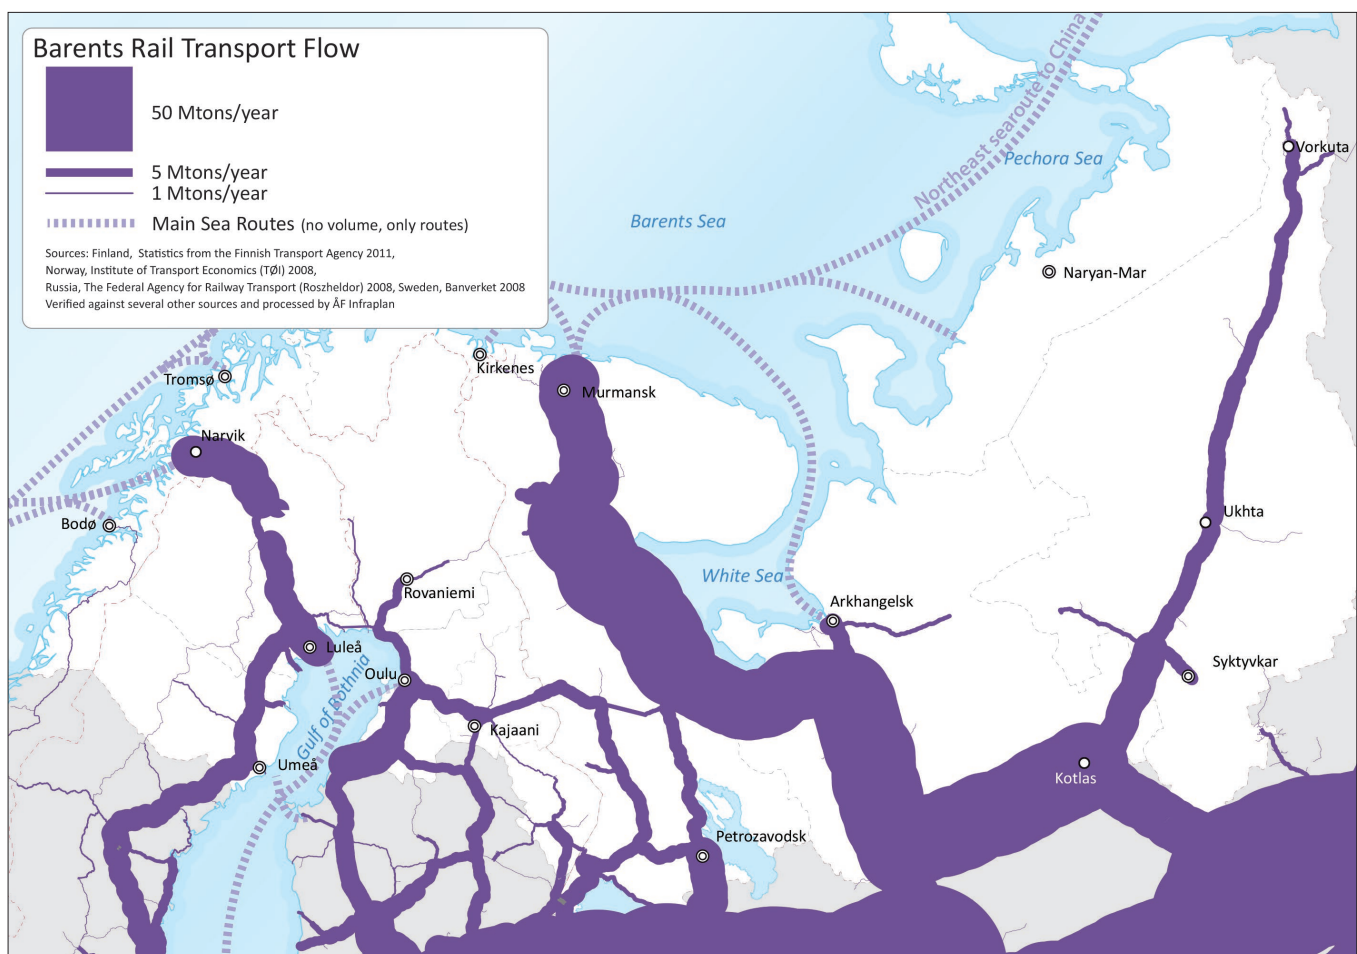 Barents Rail Transport Flow
50 Mtons/year
5 Mtons/year
1 Mtons/year
Main Sea Routes (no volume, only routes)
Sources: Finland, Statistics from the Finnish Transport Agency 2011,
Norway, Institute of Transport Economics (TØI) 2008,
Russia, The Federal Agency for Railway Transport (Roszheldor) 2008, Sweden, Banverket 2008
Verified against several other sources and processed by ÅF Infraplan
Northeast searoute to China
Pechora Sea
Vorkuta
Barents Sea
Naryan-Mar
Kirkenes
Tromsø
Murmansk
Narvik
Bodø
Ukhta
White Sea
Rovaniemi
Arkhangelsk
Luleå
Oulu
Syktyvkar
Gulf of Bothnia
Kajaani
Umeå
Kotlas
Petrozavodsk